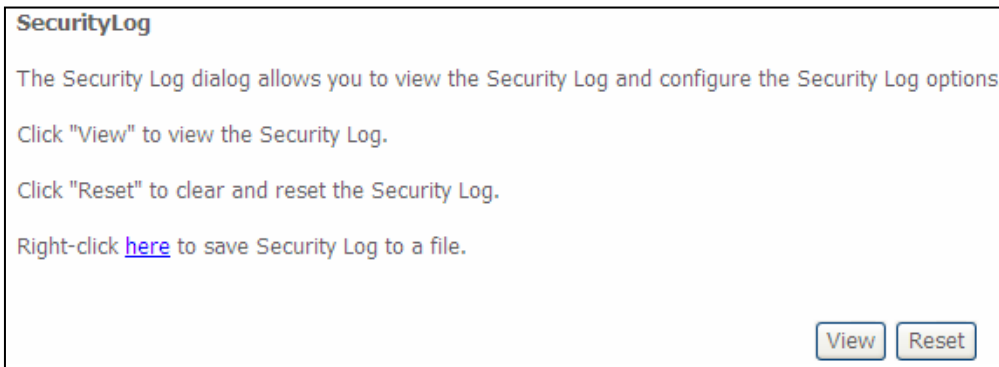 SecurityLog
The Security Log dialog allows you to view the Security Log and configure the Security Log options
Click "View" to view the Security Log.
Click "Reset" to clear and reset the Security Log.
Right-click here to save Security Log to a file.
View Reset